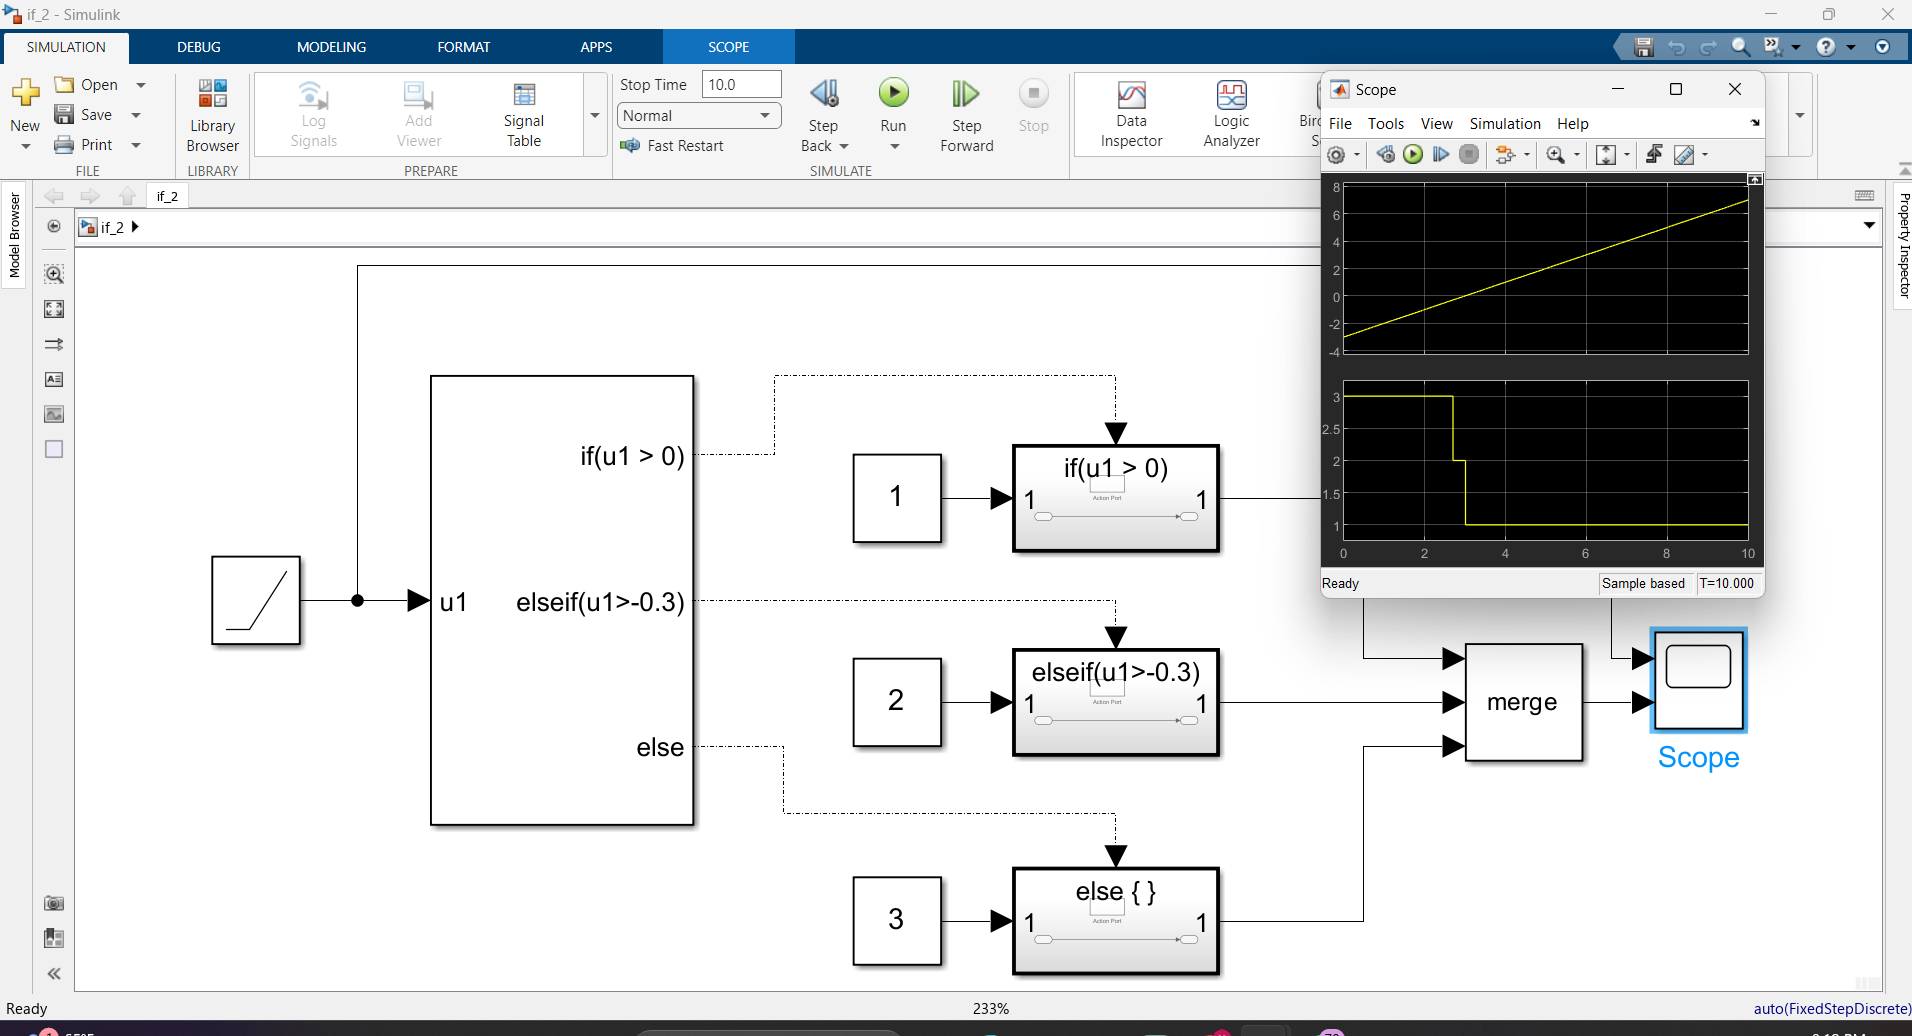 if_2 - Simulink
SIMULATION DEBUG MODELING FORMAT APPS SCOPE
New
Open
Save
Print
FILE
Library Browser
LIBRARY
Log Signals
Add Viewer
Signal Table
PREPARE
Stop Time 10.0
Normal
Fast Restart
Step Back
Run
Step Forward
Stop
SIMULATE
Data Inspector
Logic Analyzer
Model Browser
if_2
if_2
Property Inspector
Scope
File Tools View Simulation Help
8
6
4
2
0
-2
-4
3
2.5
2
1.5
1
0 2 4 6 8 10
Ready Sample based T=10.000
u1
if(u1 > 0)
elseif(u1>-0.3)
else
1
if(u1 > 0)
Action Port
1 1
2
elseif(u1>-0.3)
Action Port
1 1
3
else { }
Action Port
1 1
merge
Scope
Ready 233% auto(FixedStepDiscrete)